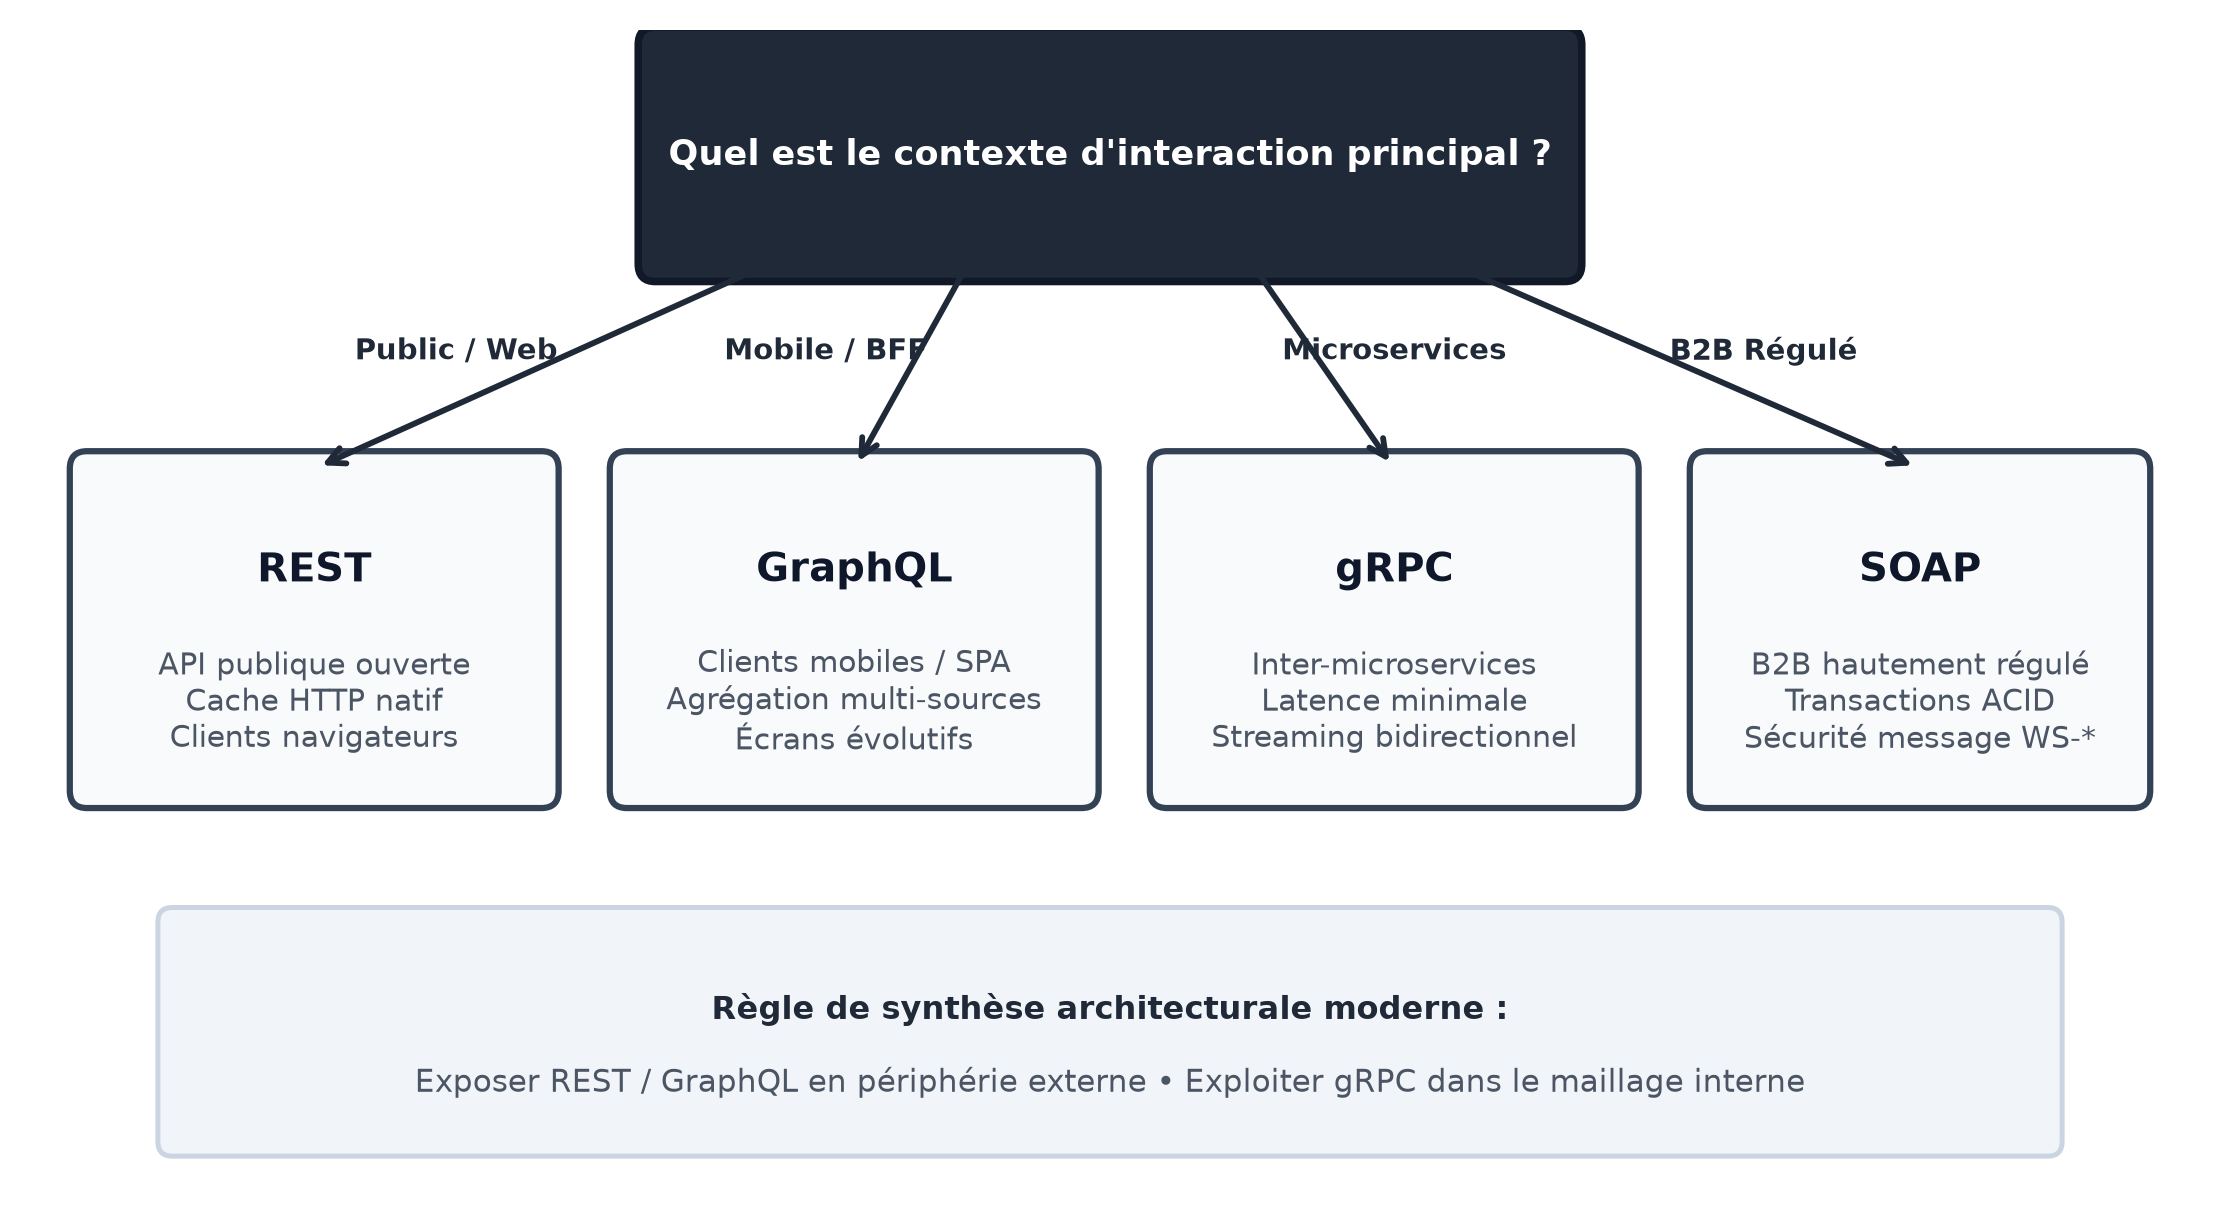 Quel est le contexte d'interaction principal ?
Public / Web
Mobile / BFF
Microservices
B2B Régulé
REST
API publique ouverte
Cache HTTP natif
Clients navigateurs
GraphQL
Clients mobiles / SPA
Agrégation multi-sources
Écrans évolutifs
gRPC
Inter-microservices
Latence minimale
Streaming bidirectionnel
SOAP
B2B hautement régulé
Transactions ACID
Sécurité message WS-*
Règle de synthèse architecturale moderne :
Exposer REST / GraphQL en périphérie externe • Exploiter gRPC dans le maillage interne